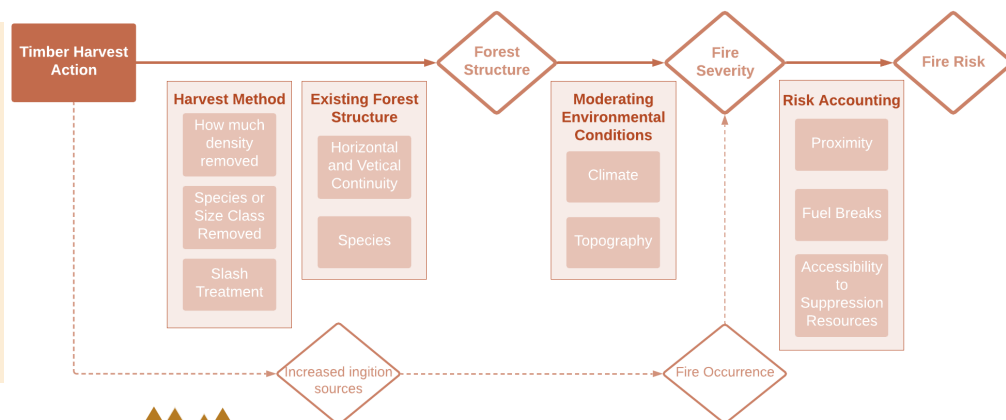 Timber Harvest
Action
Forest
Structure
Fire
Severity
Fire Risk
Harvest Method
How much
density
removed
Species or
Size Class
Removed
Slash
Treatment
Existing Forest
Structure
Horizontal
and Vetical
Continuity
Species
Moderating
Environmental
Conditions
Climate
Topography
Risk Accounting
Proximity
Fuel Breaks
Accessibility
to
Suppression
Resources
Increased ingition
sources
Fire Occurrence